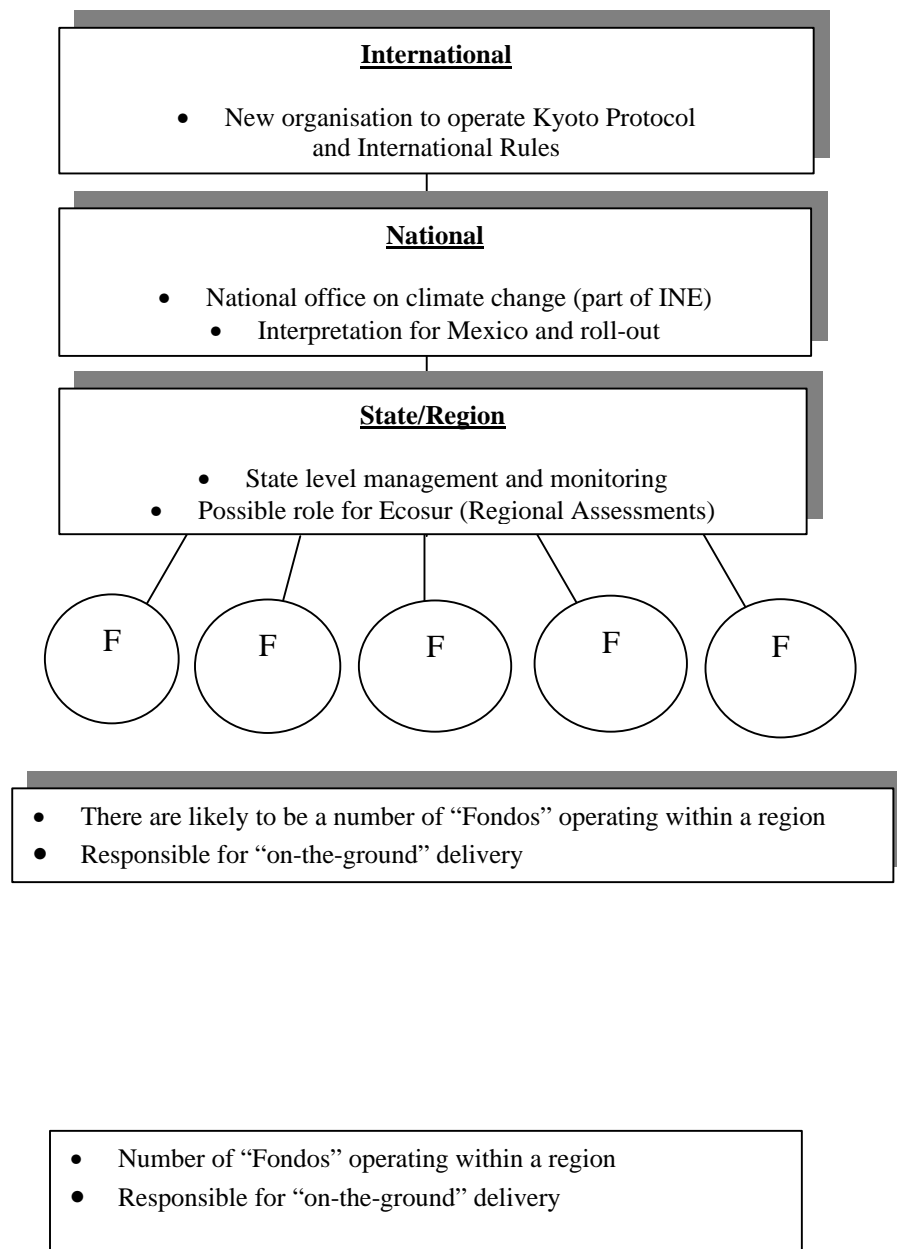 International
• New organisation to operate Kyoto Protocol
and International Rules
National
• National office on climate change (part of INE)
• Interpretation for Mexico and roll-out
State/Region
• State level management and monitoring
• Possible role for Ecosur (Regional Assessments)
F F F F F
• There are likely to be a number of “Fondos” operating within a region
• Responsible for “on-the-ground” delivery
• Number of “Fondos” operating within a region
• Responsible for “on-the-ground” delivery